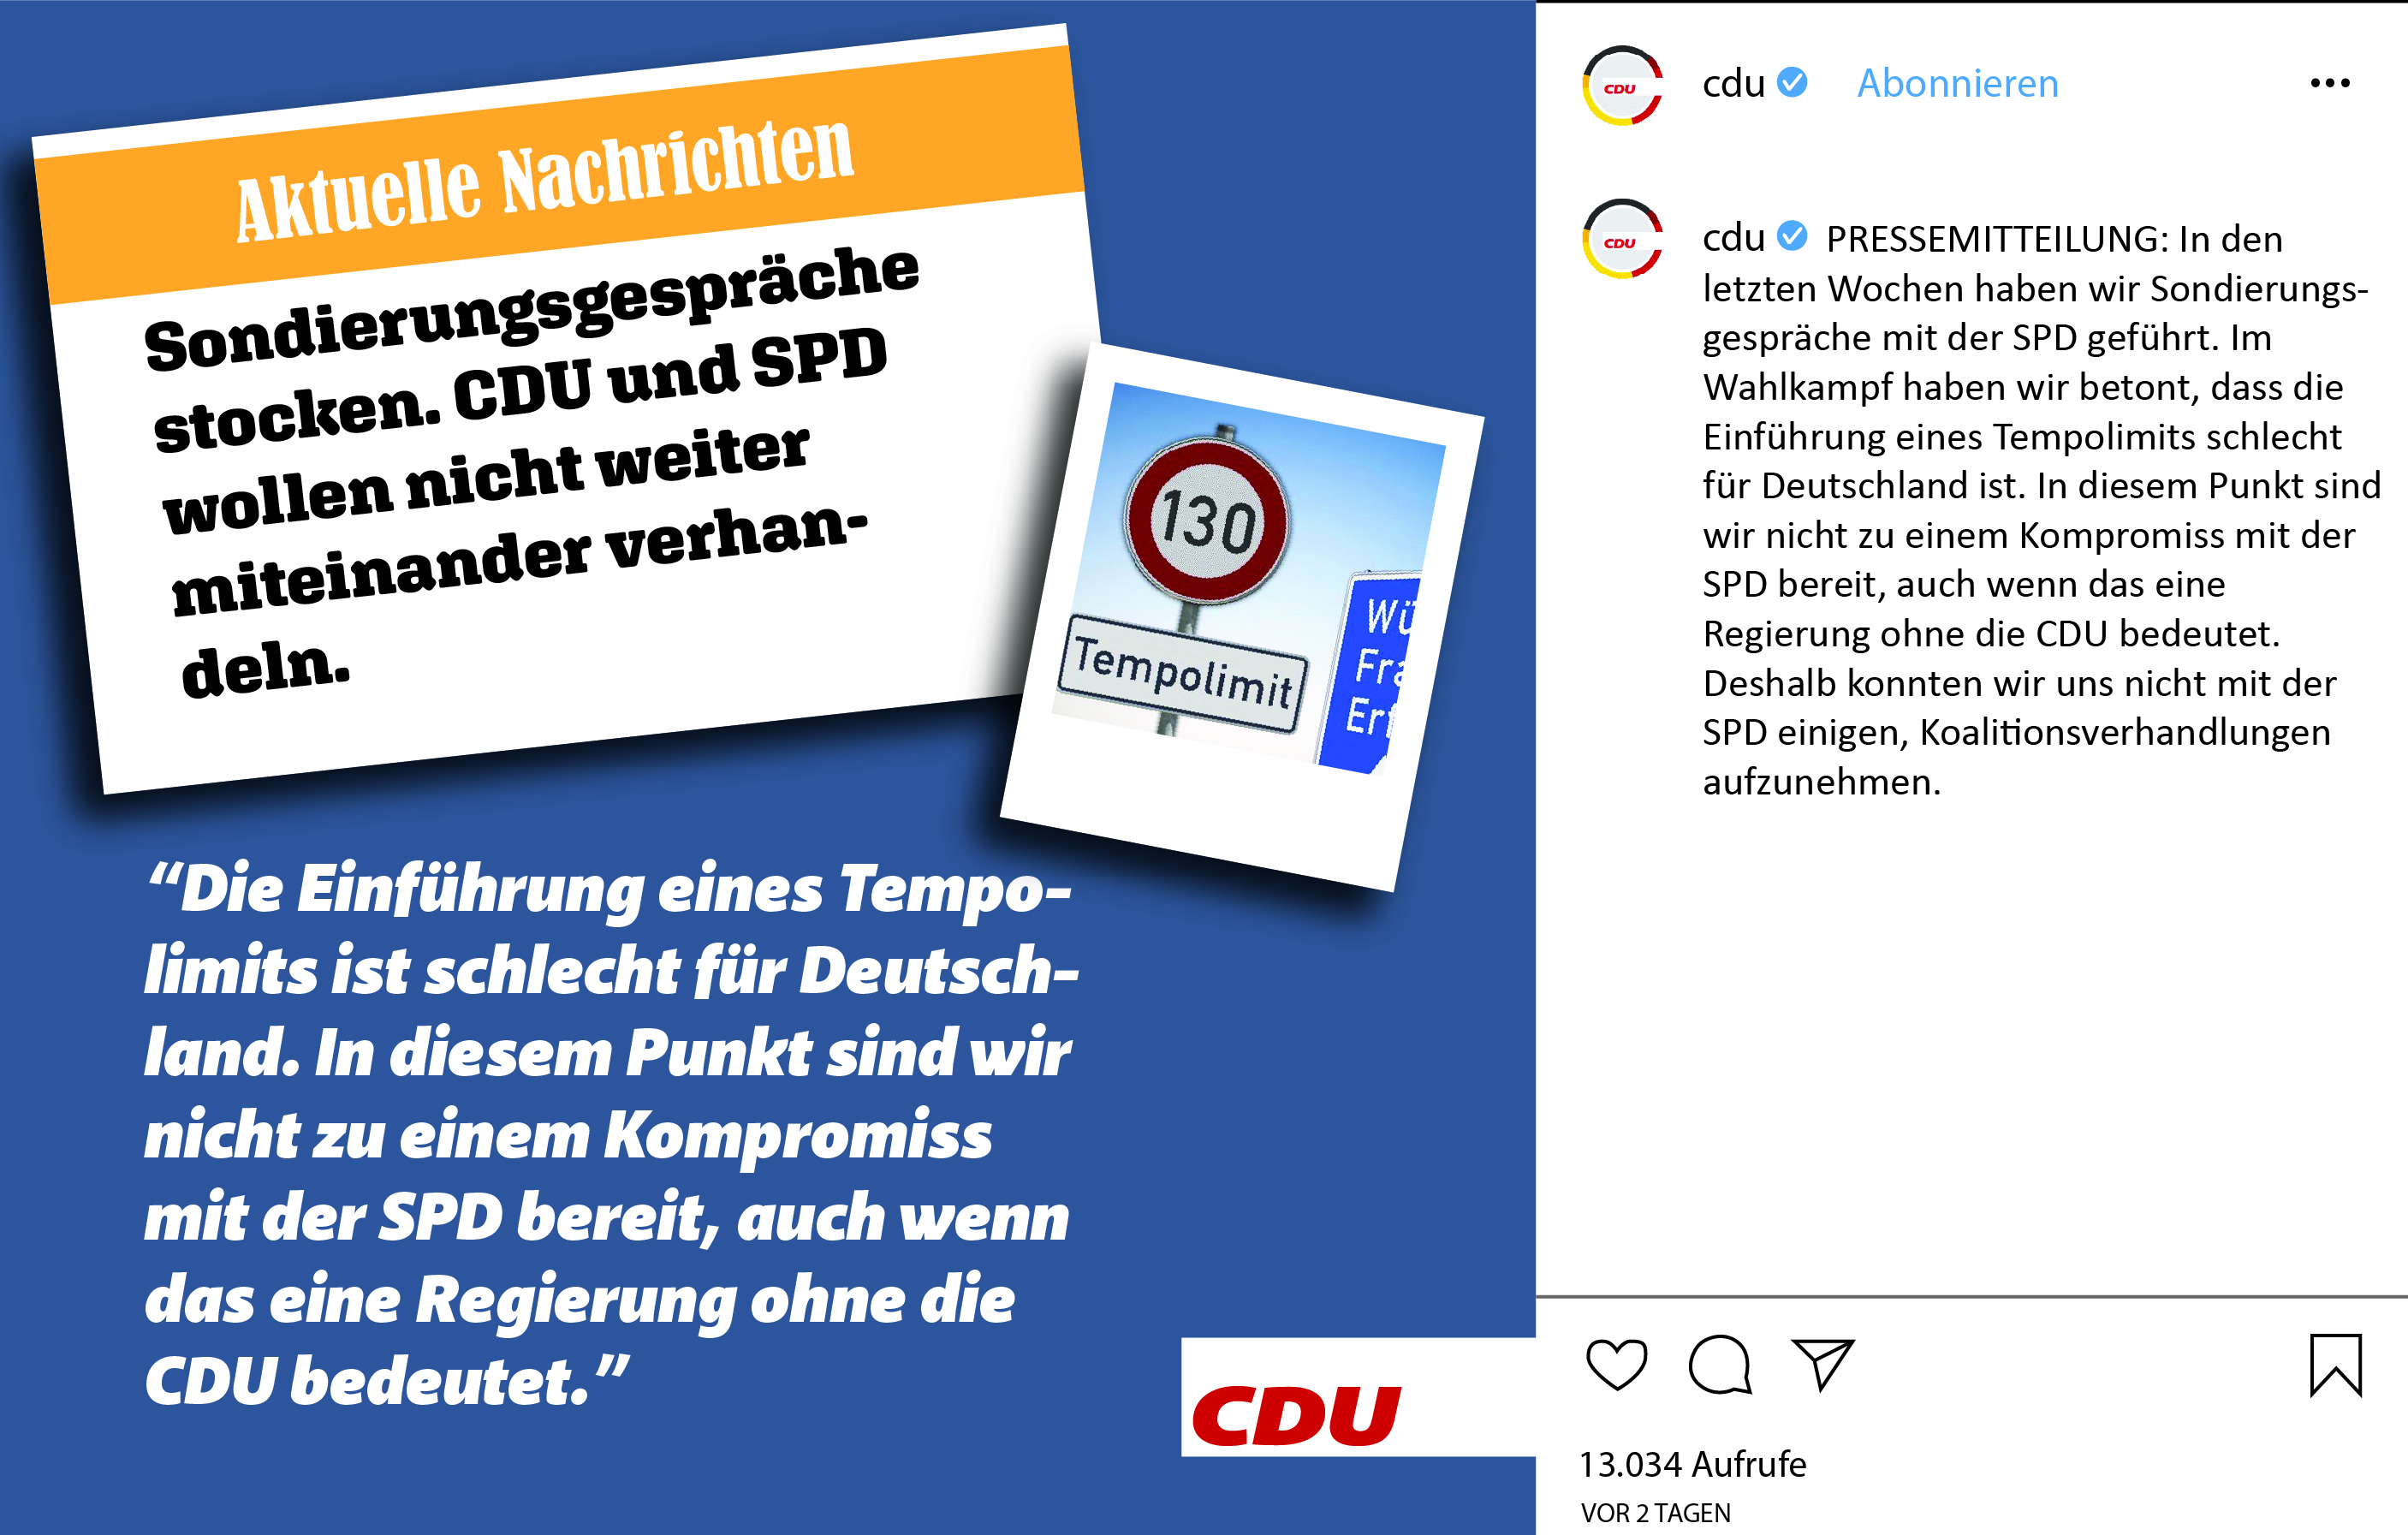 Aktuelle Nachrichten
Sondierungsgespräche
stocken. CDU und SPD
wollen nicht weiter
miteinander verhan-
deln.
130
Tempolimit
Wü
Fra
Erf
“Die Einführung eines Tempo-
limits ist schlecht für Deutsch-
land. In diesem Punkt sind wir
nicht zu einem Kompromiss
mit der SPD bereit, auch wenn
das eine Regierung ohne die
CDU bedeutet.”
CDU
CDU
cdu Abonnieren
CDU
cdu PRESSEMITTEILUNG: In den
letzten Wochen haben wir Sondierungs-
gespräche mit der SPD geführt. Im
Wahlkampf haben wir betont, dass die
Einführung eines Tempolimits schlecht
für Deutschland ist. In diesem Punkt sind
wir nicht zu einem Kompromiss mit der
SPD bereit, auch wenn das eine
Regierung ohne die CDU bedeutet.
Deshalb konnten wir uns nicht mit der
SPD einigen, Koalitionsverhandlungen
aufzunehmen.
13.034 Aufrufe
VOR 2 TAGEN